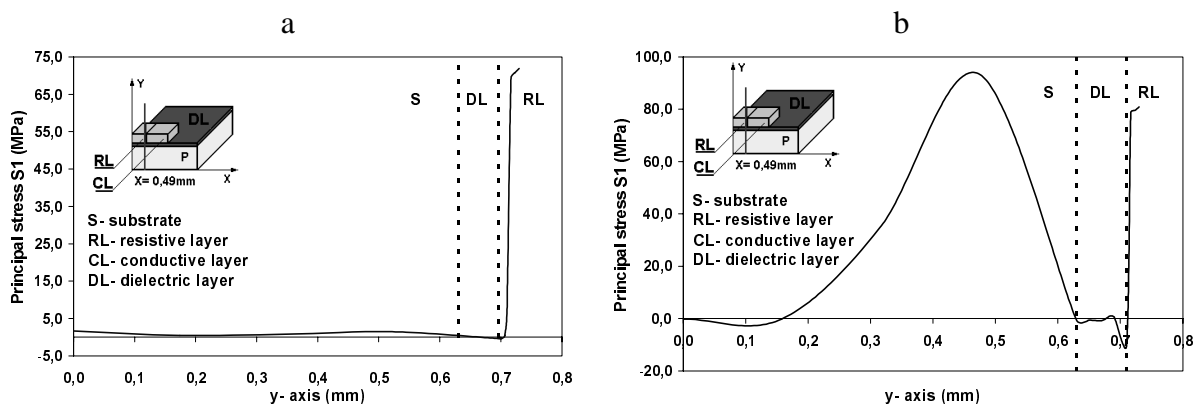 a
Principal stress S1 (MPa)
75,0
65,0
55,0
45,0
35,0
25,0
15,0
5,0
-5,0
Y
DL
P
RL
CL
X= 0,49mm
X
S- substrate
RL- resistive layer
CL- conductive layer
DL- dielectric layer
S
DL
RL
0,0 0,1 0,2 0,3 0,4 0,5 0,6 0,7 0,8
y- axis (mm)
b
Principal stress S1 (MPa)
100,0
80,0
60,0
40,0
20,0
0,0
-20,0
Y
DL
P
RL
CL
X= 0,49mm
X
S- substrate
RL- resistive layer
CL- conductive layer
DL- dielectric layer
S
DL
RL
0,0 0,1 0,2 0,3 0,4 0,5 0,6 0,7 0,8
y- axis (mm)